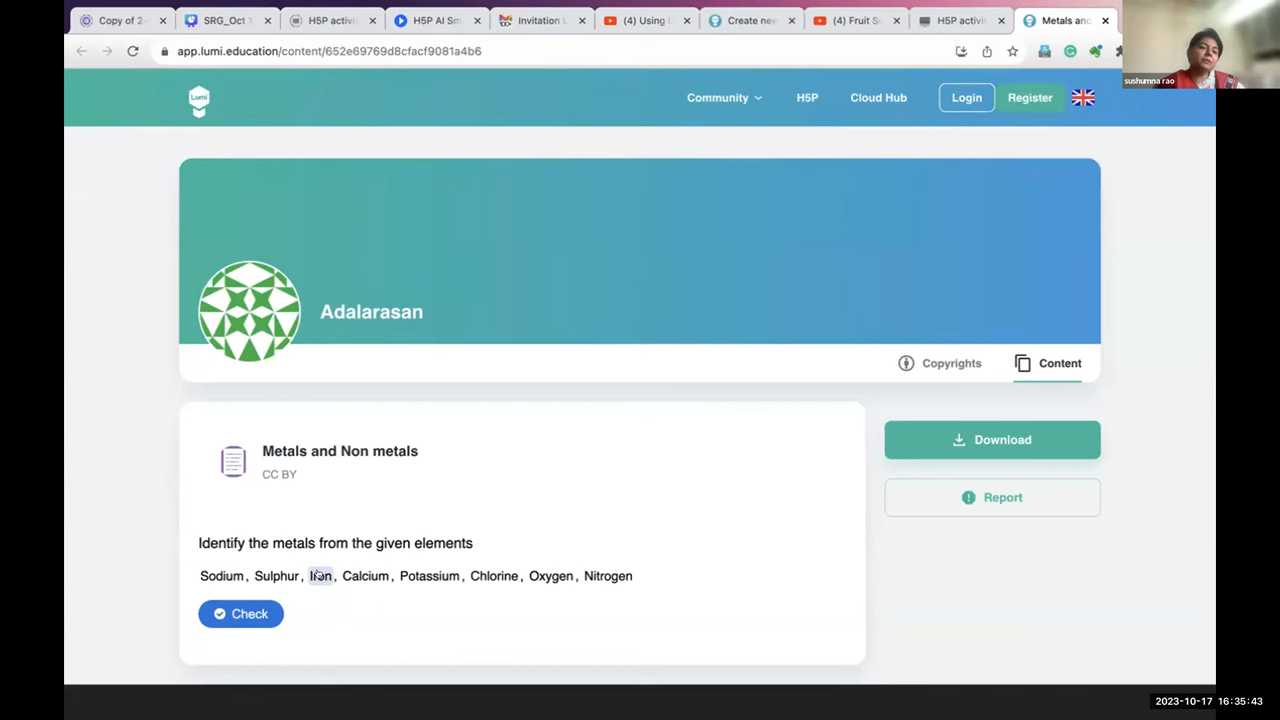 Copy of 2-
SRG_Oct 1
H5P activi
H5P AI Sm
Invitation
(4) Using
Create nev
(4) Fruit S
H5P activi
Metals and
app.lumi.education/content/652e69769d8cfacf9081a4b6
sushumna rao
Lumi
Community
H5P
Cloud Hub
Login
Register
Adalarasan
Copyrights
Content
Metals and Non metals
CC BY
Download
Report
Identify the metals from the given elements
Sodium, Sulphur, Iron, Calcium, Potassium, Chlorine, Oxygen, Nitrogen
Check
2023-10-17 16:35:43